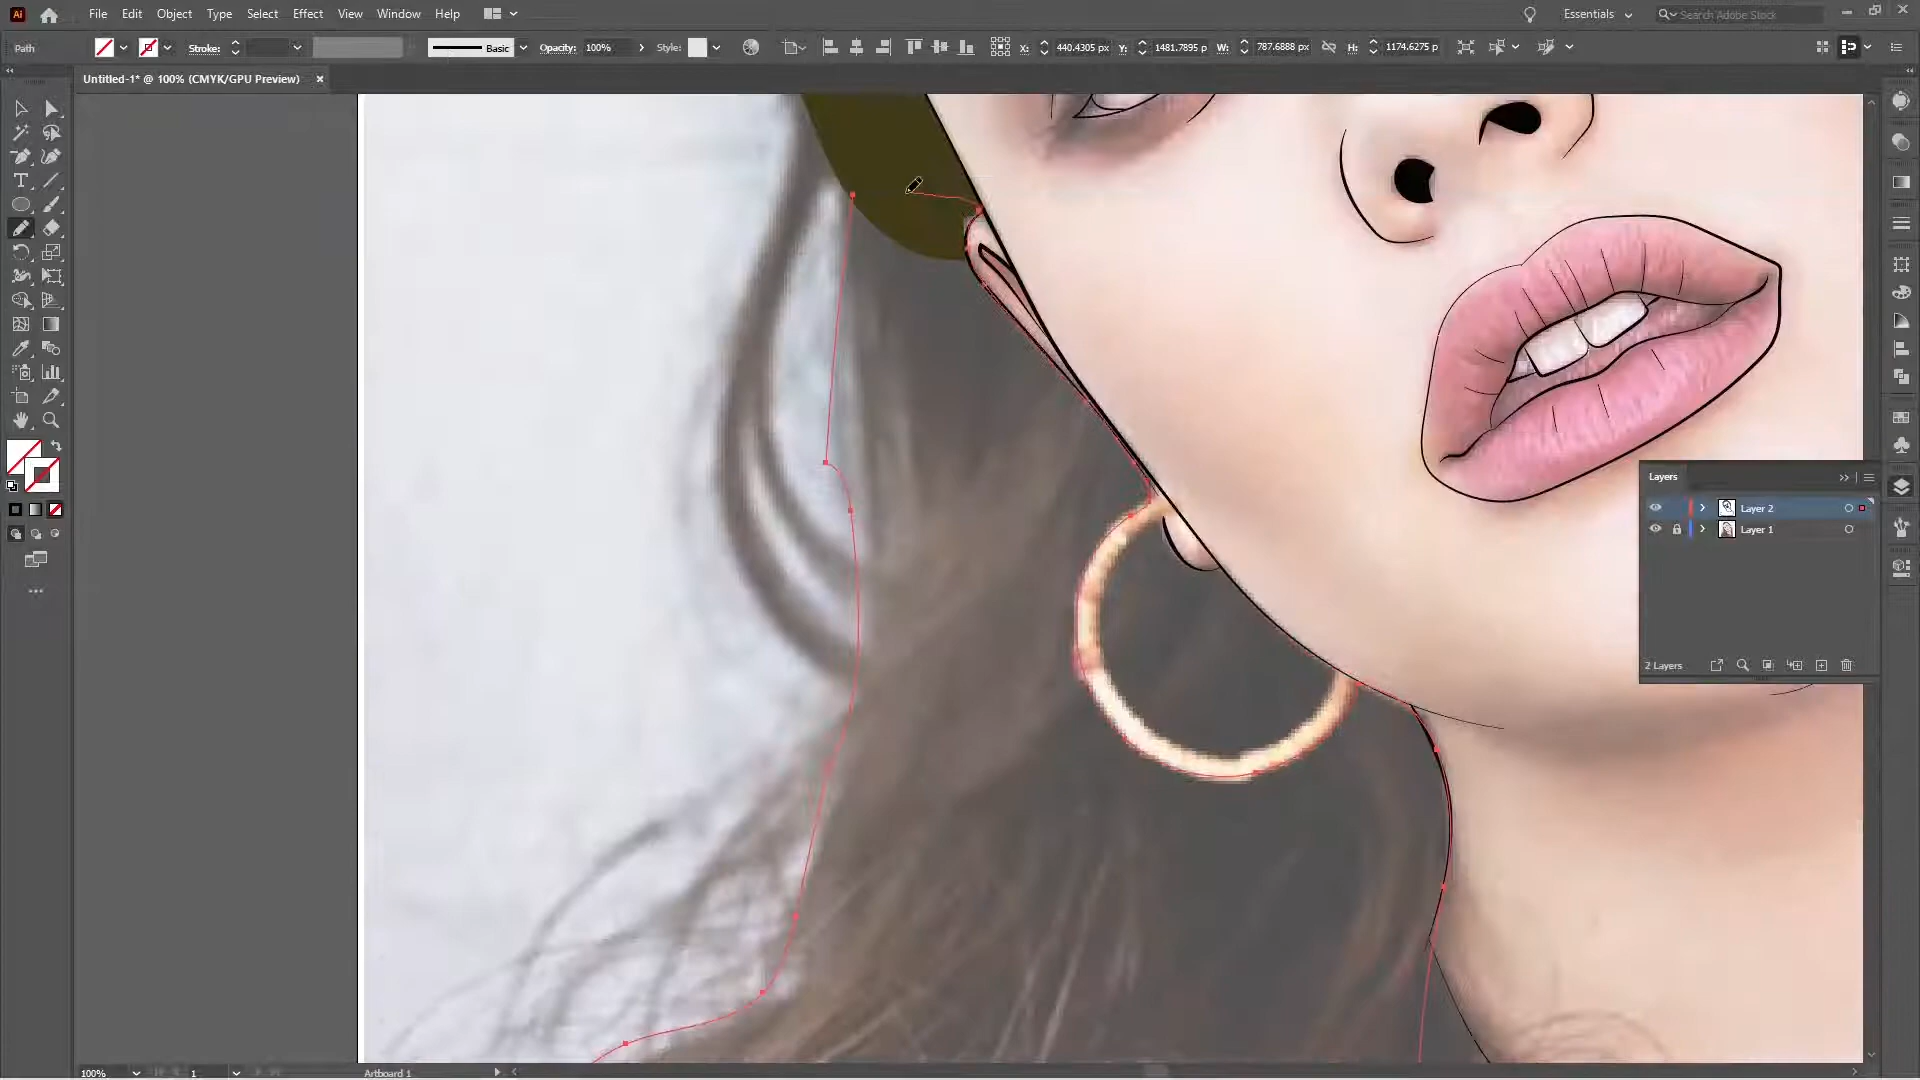 Ai File Edit Object Type Select Effect View Window Help Essentials Search Adobe Stock
Path Stroke: Basic Opacity: 100% Style: X: 440.4305 px Y: 1481.7895 p W: 787.6888 px H: 1174.6275 p
Untitled-1* @ 100% (CMYK/GPU Preview) ×
Layers
Layer 2
Layer 1
2 Layers
100% 1 Artboard 1